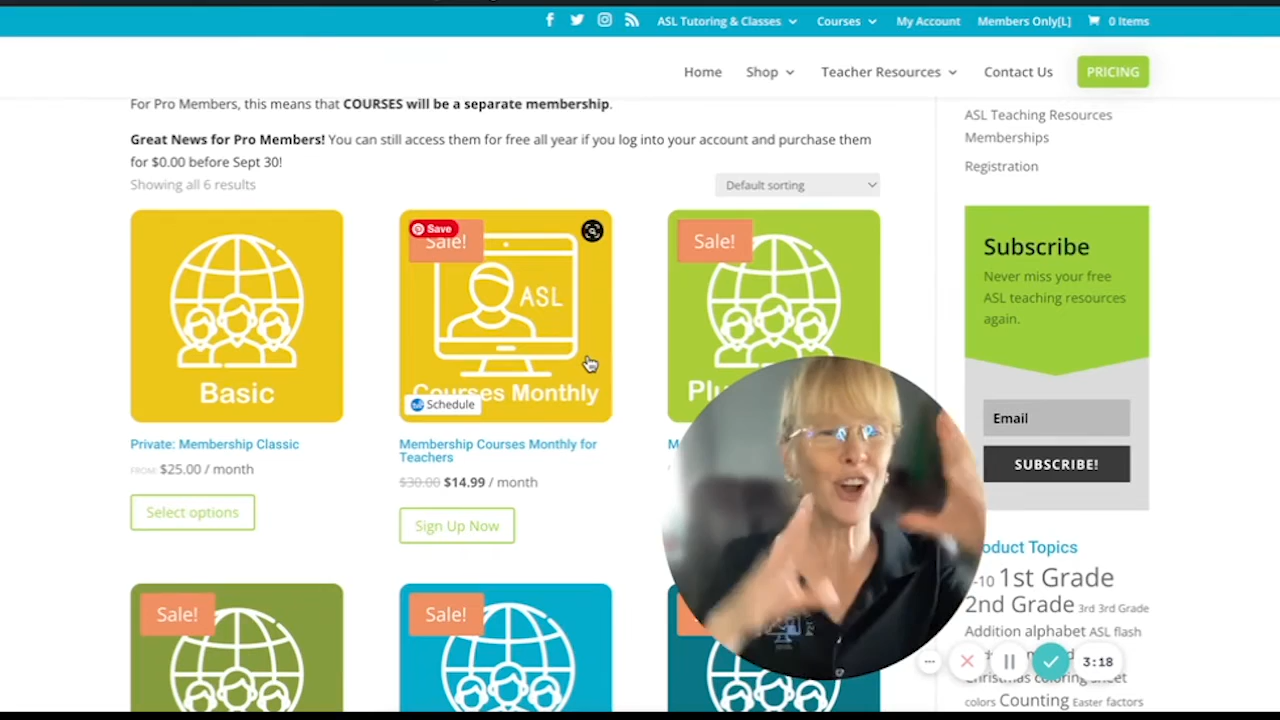 ASL Tutoring & Classes
Courses
My Account
Members Only[L]
0 Items
Home
Shop
Teacher Resources
Contact Us
PRICING
For Pro Members, this means that COURSES will be a separate membership.
Great News for Pro Members! You can still access them for free all year if you log into your account and purchase them
for $0.00 before Sept 30!
Showing all 6 results
Default sorting
Basic
Private: Membership Classic
FROM: $25.00 / month
Select options
Save
Sale!
ASL
Courses Monthly
Schedule
Membership Courses Monthly for
Teachers
$30.00 $14.99 / month
Sign Up Now
Sale!
Sale!
Sale!
ASL Teaching Resources
Memberships
Registration
Subscribe
Never miss your free
ASL teaching resources
again.
Email
SUBSCRIBE!
Topics
1st Grade
2nd Grade 3rd 3rd Grade
Addition alphabet ASL flash
coloring sheet
colors Counting Easter factors
3:18